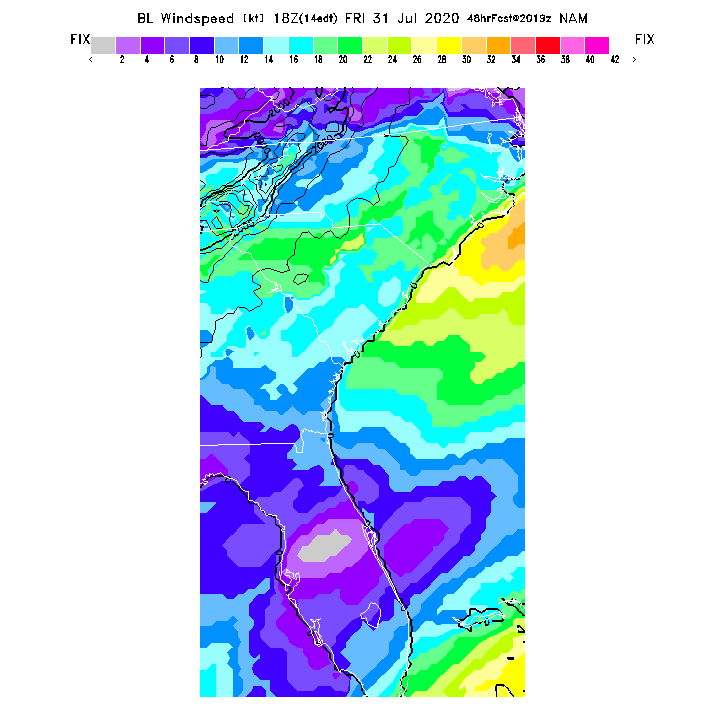 BL Windspeed [kt] 18Z(14edt) FRI 31 Jul 2020 48hrFcst@2019z NAM
FIX FIX
< 2 4 6 8 10 12 14 16 18 20 22 24 26 28 30 32 34 36 38 40 42 >